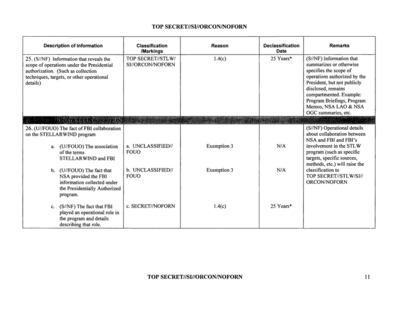 TOP SECRET//SI//ORCON/NOFORN
Description of Information
Classification
/Markings
Reason
Declassification
Date
Remarks
25. (S//NF) Information that reveals the
scope of operations under the Presidential
authorization. (Such as collection
techniques, targets, or other operational
details)
TOP SECRET//STLW/
SI//ORCON/NOFORN
1.4(c)
25 Years*
(S//NF) Information that
summarizes or otherwise
specifies the scope of
operations authorized by the
President, but not publicly
disclosed, remains
compartmented. Example:
Program Briefings, Program
Memos, NSA LAO & NSA
OGC summaries, etc.
26. (U//FOUO) The fact of FBI collaboration
on the STELLARWIND program
a. (U//FOUO) The association
of the terms
STELLARWIND and FBI
a. UNCLASSIFIED//
FOUO
Exemption 3
N/A
b. (U//FOUO) The fact that
NSA provided the FBI
information collected under
the Presidentially Authorized
program.
b. UNCLASSIFIED//
FOUO
Exemption 3
N/A
c. (S//NF) The fact that FBI
played an operational role in
the program and details
describing that role.
c. SECRET//NOFORN
1.4(c)
25 Years*
(S//NF) Operational details
about collaboration between
NSA and FBI and FBI's
involvement in the STLW
program (such as specific
targets, specific sources,
methods, etc.) will raise the
classification to
TOP SECRET//STLW/SI//
ORCON/NOFORN
TOP SECRET//SI//ORCON/NOFORN
11